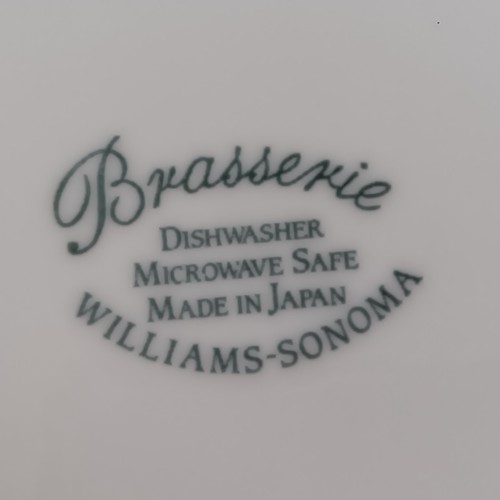 Brasserie
DISHWASHER
MICROWAVE SAFE
MADE IN JAPAN
WILLIAMS-SONOMA